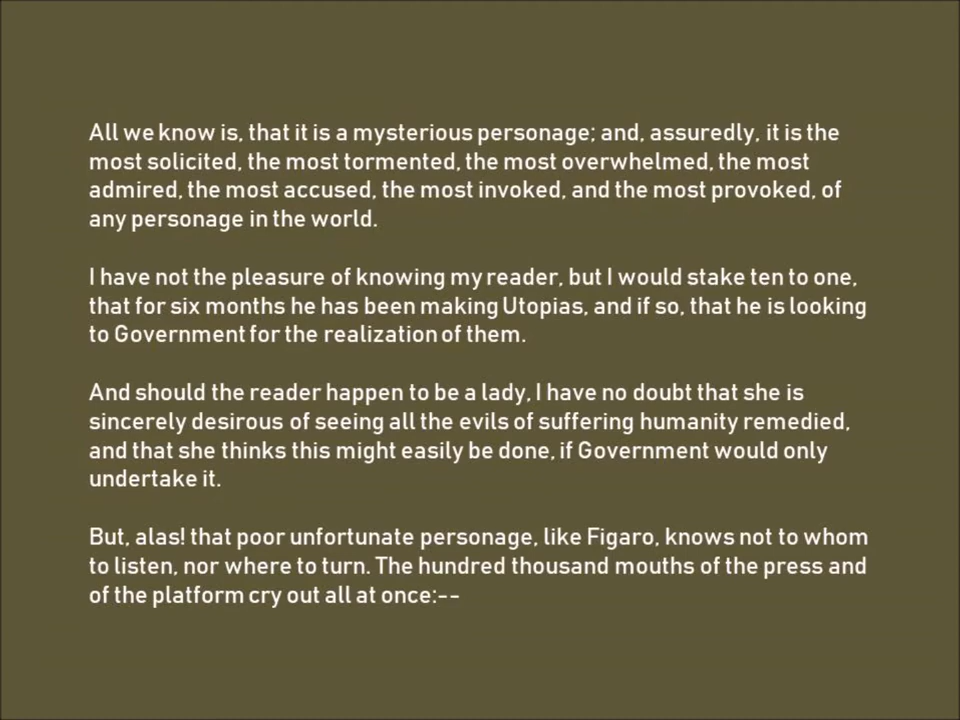 All we know is, that it is a mysterious personage; and, assuredly, it is the
most solicited, the most tormented, the most overwhelmed, the most
admired, the most accused, the most invoked, and the most provoked, of
any personage in the world.
I have not the pleasure of knowing my reader, but I would stake ten to one,
that for six months he has been making Utopias, and if so, that he is looking
to Government for the realization of them.
And should the reader happen to be a lady, I have no doubt that she is
sincerely desirous of seeing all the evils of suffering humanity remedied,
and that she thinks this might easily be done, if Government would only
undertake it.
But, alas! that poor unfortunate personage, like Figaro, knows not to whom
to listen, nor where to turn. The hundred thousand mouths of the press and
of the platform cry out all at once:--